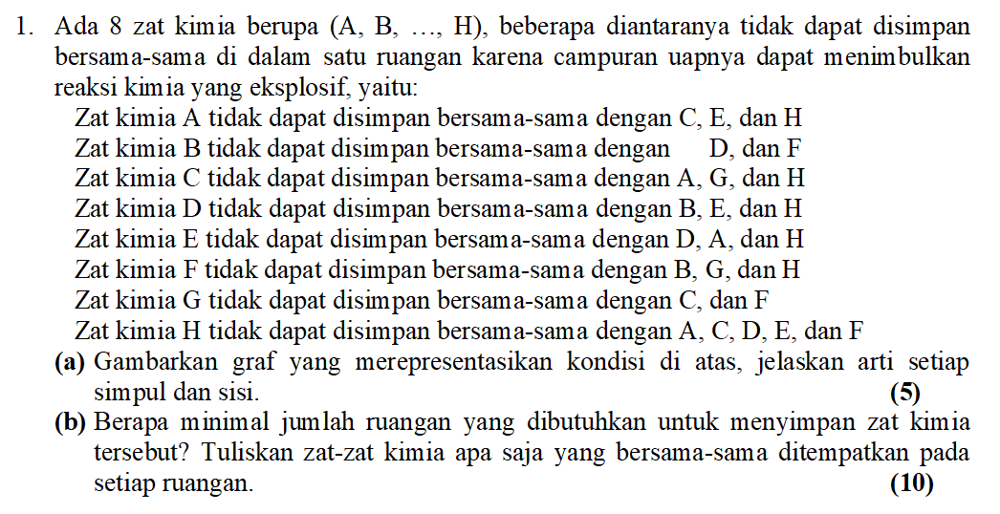 1. Ada 8 zat kimia berupa (A, B, …, H), beberapa diantaranya tidak dapat disimpan
bersama-sama di dalam satu ruangan karena campuran uapnya dapat menimbulkan
reaksi kimia yang eksplosif, yaitu:
Zat kimia A tidak dapat disimpan bersama-sama dengan C, E, dan H
Zat kimia B tidak dapat disimpan bersama-sama dengan D, dan F
Zat kimia C tidak dapat disimpan bersama-sama dengan A, G, dan H
Zat kimia D tidak dapat disimpan bersama-sama dengan B, E, dan H
Zat kimia E tidak dapat disimpan bersama-sama dengan D, A, dan H
Zat kimia F tidak dapat disimpan bersama-sama dengan B, G, dan H
Zat kimia G tidak dapat disimpan bersama-sama dengan C, dan F
Zat kimia H tidak dapat disimpan bersama-sama dengan A, C, D, E, dan F
(a) Gambarkan graf yang merepresentasikan kondisi di atas, jelaskan arti setiap
simpul dan sisi. (5)
(b) Berapa minimal jumlah ruangan yang dibutuhkan untuk menyimpan zat kimia
tersebut? Tuliskan zat-zat kimia apa saja yang bersama-sama ditempatkan pada
setiap ruangan. (10)